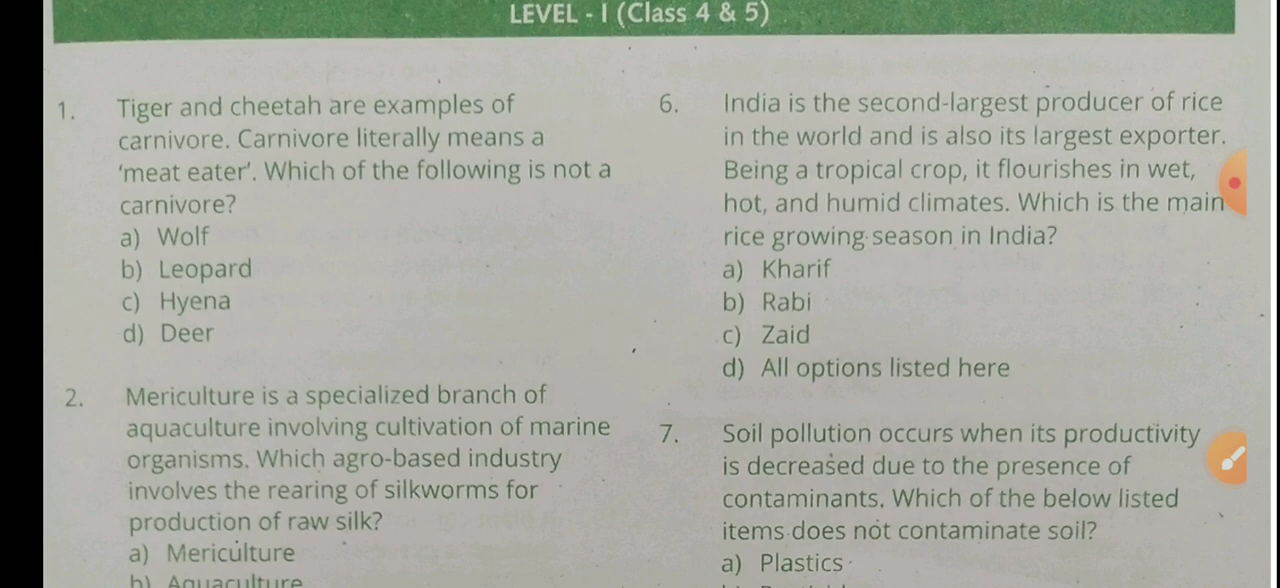 LEVEL - I (Class 4 & 5)
1. Tiger and cheetah are examples of
carnivore. Carnivore literally means a
‘meat eater’. Which of the following is not a
carnivore?
a) Wolf
b) Leopard
c) Hyena
d) Deer
2. Mericulture is a specialized branch of
aquaculture involving cultivation of marine
organisms. Which agro-based industry
involves the rearing of silkworms for
production of raw silk?
a) Mericulture
b) Aquaculture
6. India is the second-largest producer of rice
in the world and is also its largest exporter.
Being a tropical crop, it flourishes in wet,
hot, and humid climates. Which is the main
rice growing season in India?
a) Kharif
b) Rabi
c) Zaid
d) All options listed here
7. Soil pollution occurs when its productivity
is decreased due to the presence of
contaminants. Which of the below listed
items does not contaminate soil?
a) Plastics